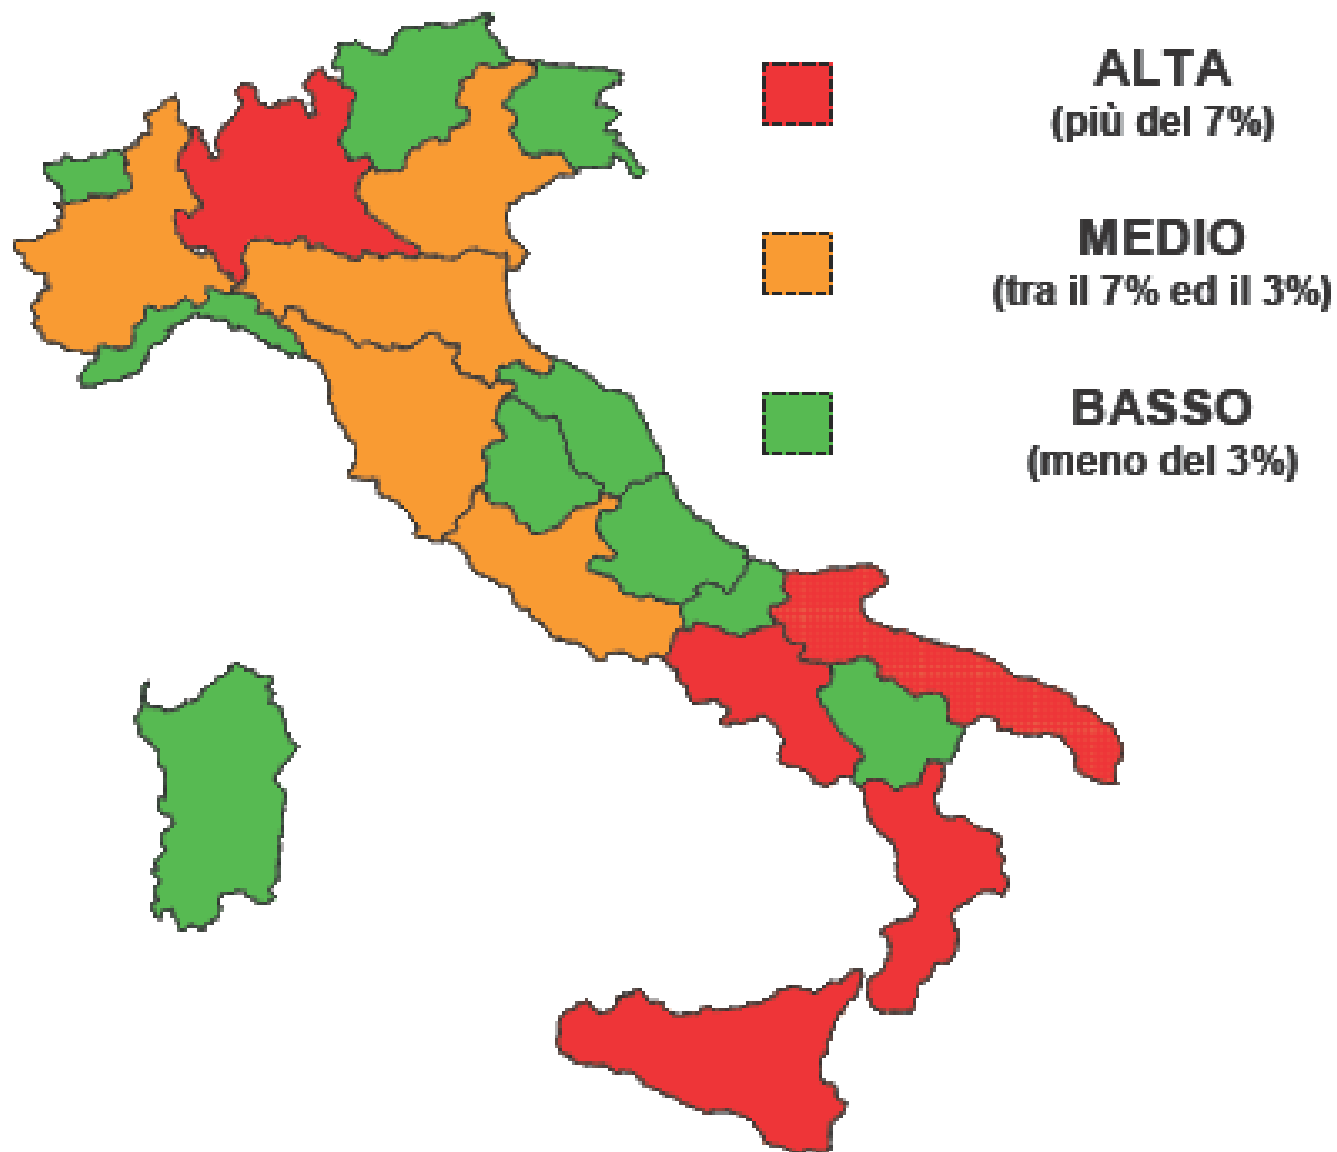 ALTA
(più del 7%)
MEDIO
(tra il 7% ed il 3%)
BASSO
(meno del 3%)